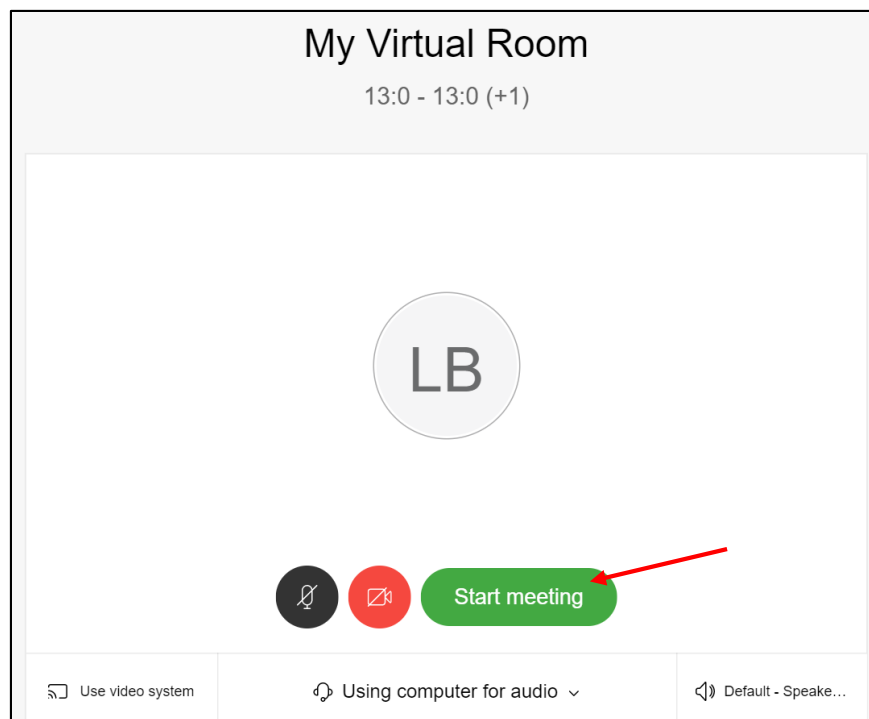 My Virtual Room
13:0 - 13:0 (+1)
LB
Start meeting
Use video system
Using computer for audio
Default - Speake...